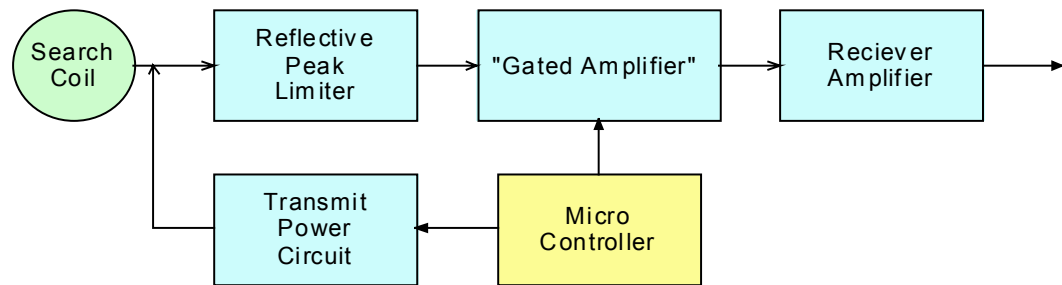 Search
Coil
Reflective
Peak
Limiter
"Gated Amplifier"
Reciever
Amplifier
Transmit
Power
Circuit
Micro
Controller